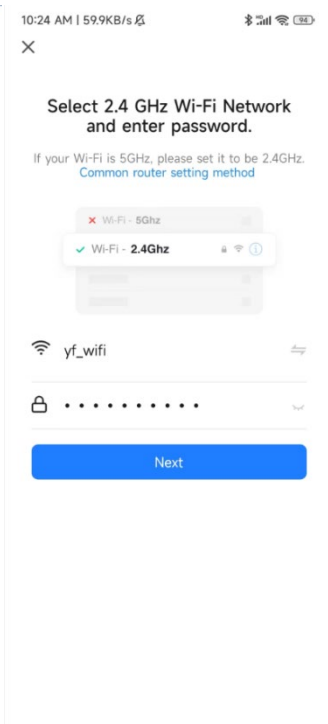 10:24 AM | 59.9KB/s
94
Select 2.4 GHz Wi-Fi Network
and enter password.
If your Wi-Fi is 5GHz, please set it to be 2.4GHz.
Common router setting method
Wi-Fi - 5Ghz
Wi-Fi - 2.4Ghz
yf_wifi
Next